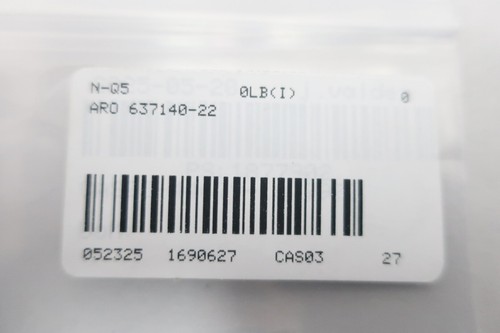 N-Q5 0LB(I) 0
ARO 637140-22
052325 1690627 CAS03 27